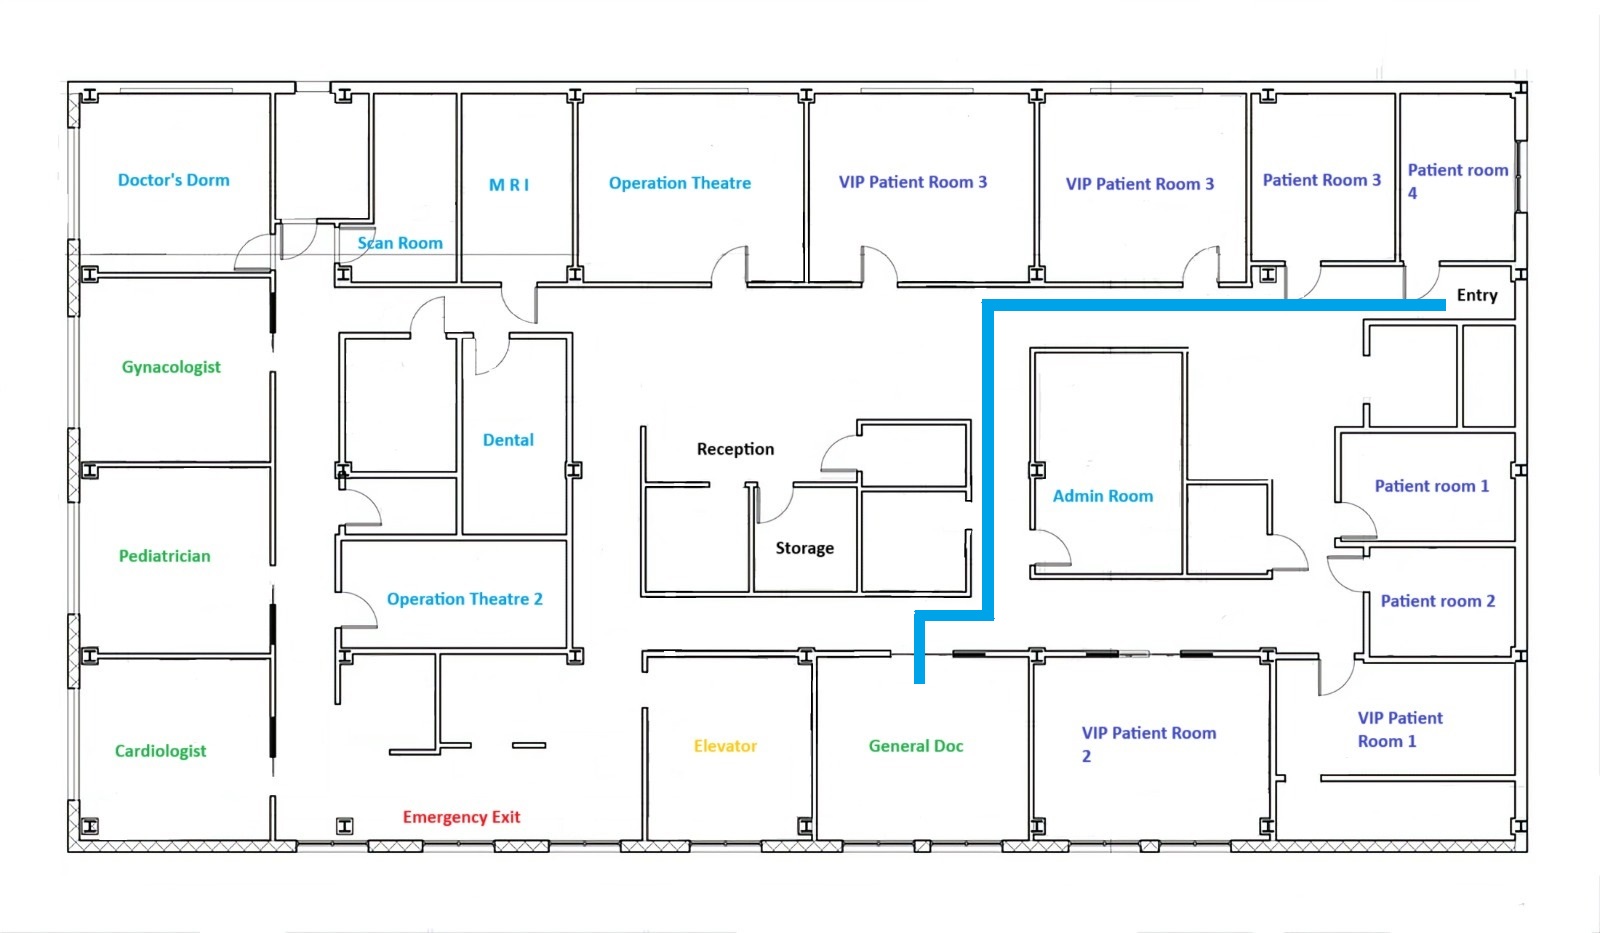 Doctor's Dorm
Scan Room
M R I
Operation Theatre
VIP Patient Room 3
VIP Patient Room 3
Patient Room 3
Patient room
4
Entry
Gynacologist
Dental
Reception
Admin Room
Patient room 1
Pediatrician
Storage
Operation Theatre 2
Patient room 2
Cardiologist
Elevator
General Doc
VIP Patient Room
2
VIP Patient
Room 1
Emergency Exit